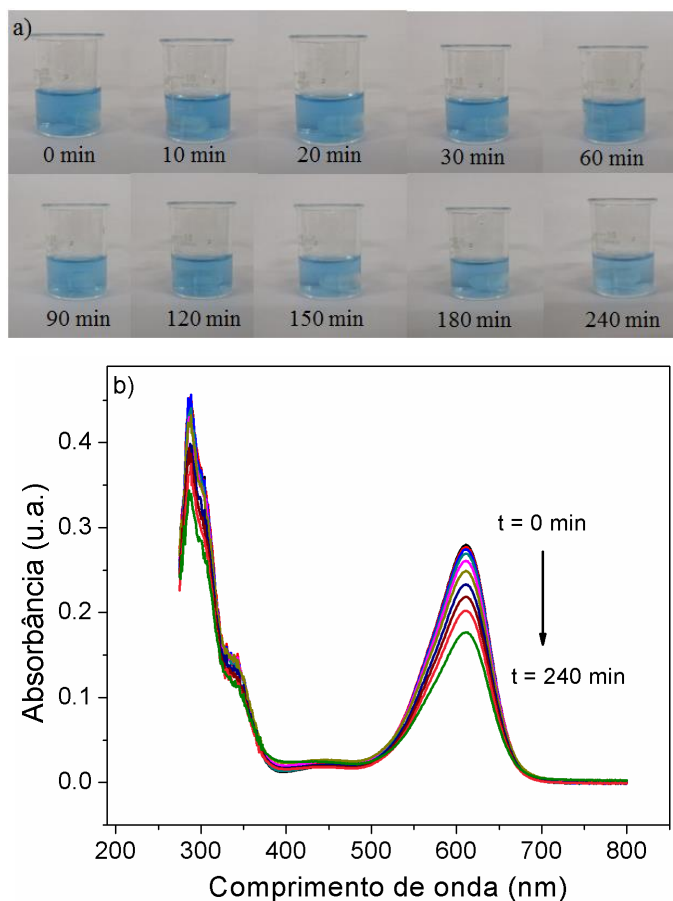 a)
0 min 10 min 20 min 30 min 60 min
90 min 120 min 150 min 180 min 240 min
b)
t = 0 min
t = 240 min
Absorbância (u.a.)
0.4
0.3
0.2
0.1
0.0
200 300 400 500 600 700 800
Comprimento de onda (nm)